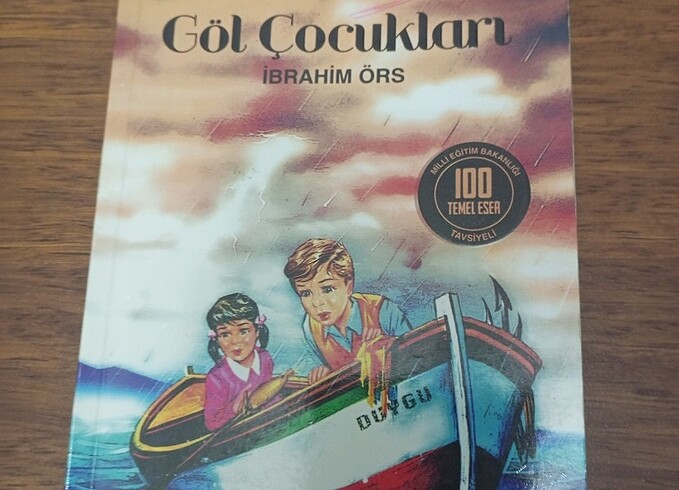 Göl Çocukları
İBRAHİM ÖRS
MİLLİ EĞİTİM BAKANLIĞI
100
TEMEL ESER
TAVSİYELİ
DUYGU